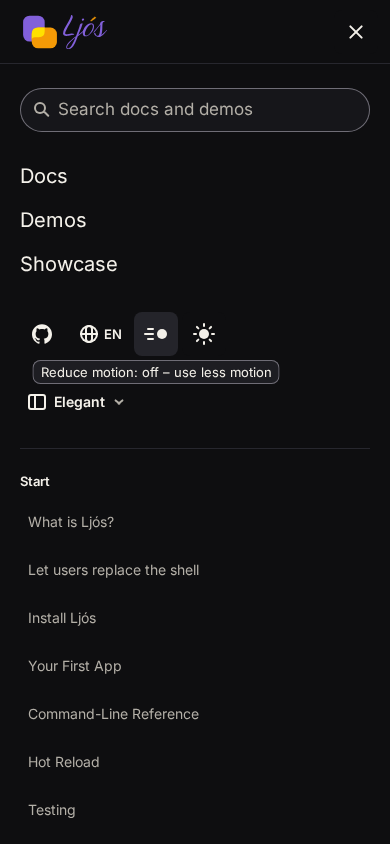 Ljós
Search docs and demos
Docs
Demos
Showcase
EN
Reduce motion: off – use less motion
Elegant
Start
What is Ljós?
Let users replace the shell
Install Ljós
Your First App
Command-Line Reference
Hot Reload
Testing